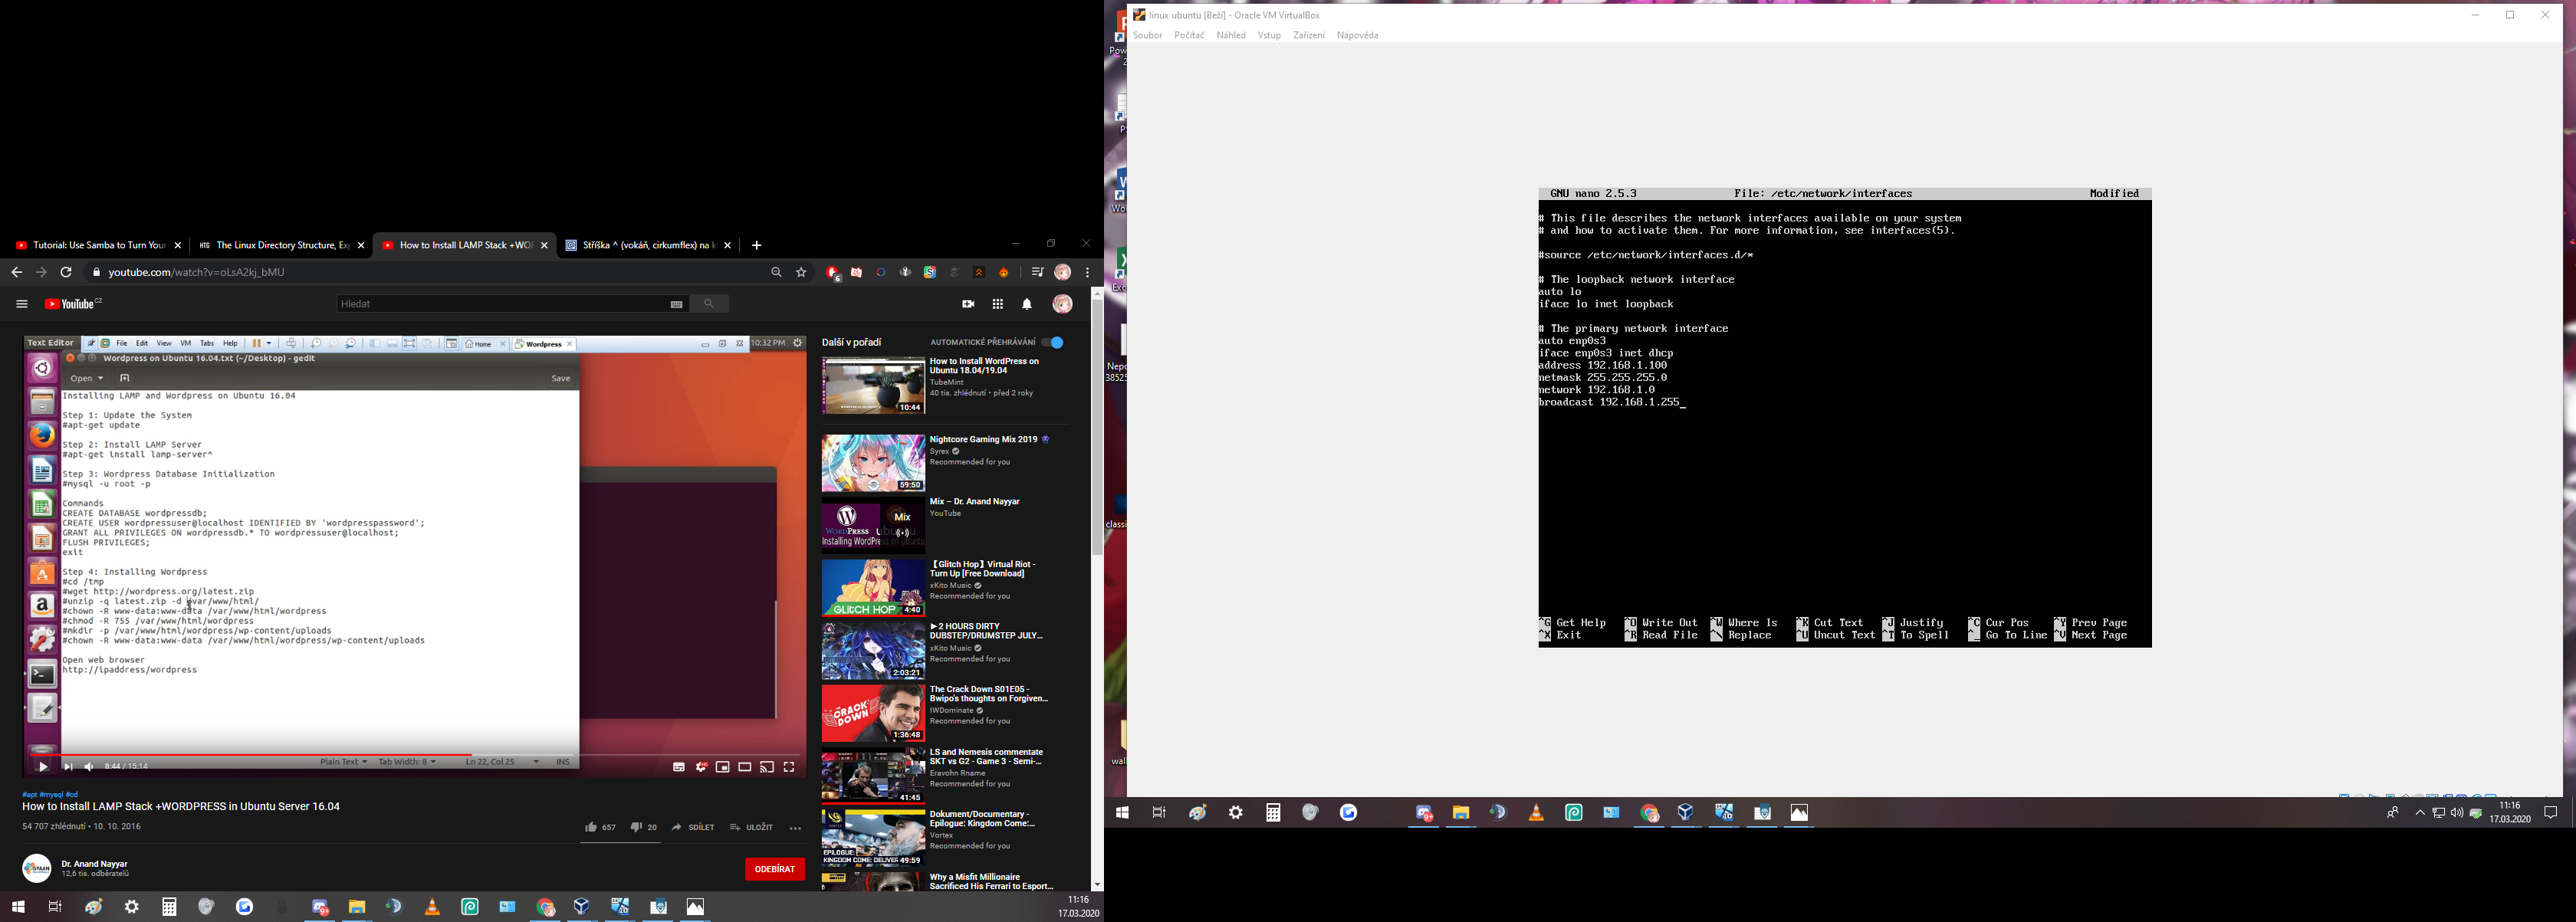 Tutorial: Use Samba to Turn Your
HTG The Linux Directory Structure, Ex
How to Install LAMP Stack +WO
Stříška ^ (vokáň, cirkumflex) na k
youtube.com/watch?v=oLsA2kj_bMU
YouTube CZ
Hledat
Text Editor
File Edit View VM Tabs Help
Home
Wordpress
10:32 PM
Wordpress on Ubuntu 16.04.txt (~/Desktop) - gedit
Open
Save
Installing LAMP and Wordpress on Ubuntu 16.04
Step 1: Update the System
#apt-get update
Step 2: Install LAMP Server
#apt-get install lamp-server^
Step 3: Wordpress Database Initialization
#mysql -u root -p
Commands
CREATE DATABASE wordpressdb;
CREATE USER wordpressuser@localhost IDENTIFIED BY 'wordpresspassword';
GRANT ALL PRIVILEGES ON wordpressdb.* TO wordpressuser@localhost;
FLUSH PRIVILEGES;
exit
Step 4: Installing Wordpress
#cd /tmp
#wget http://wordpress.org/latest.zip
#unzip -q latest.zip -d /var/www/html/
#chown -R www-data:www-data /var/www/html/wordpress
#chmod -R 755 /var/www/html/wordpress
#mkdir -p /var/www/html/wordpress/wp-content/uploads
#chown -R www-data:www-data /var/www/html/wordpress/wp-content/uploads
Open web browser
http://ipaddress/wordpress
Plain Text Tab Width: 8 Ln 22, Col 25 INS
8:44 / 15:14
#apt #mysql #cd
How to Install LAMP Stack +WORDPRESS in Ubuntu Server 16.04
54 707 zhlédnutí • 10. 10. 2016
657
20
SDÍLET
ULOŽIT
Dr. Anand Nayyar
12,6 tis. odběratelů
ODEBÍRAT
Další v pořadí
AUTOMATICKÉ PŘEHRÁVÁNÍ
How to Install WordPress on
Ubuntu 18.04/19.04
TubeMint
40 tis. zhlédnutí • před 2 roky
10:44
Nightcore Gaming Mix 2019
Syrex
Recommended for you
59:50
Mix – Dr. Anand Nayyar
YouTube
Mix
WORDPRESS
ubuntu
Installing WordPress on Ubuntu
【Glitch Hop】Virtual Riot -
Turn Up [Free Download]
xKito Music
Recommended for you
GLITCH HOP
4:40
►2 HOURS DIRTY
DUBSTEP/DRUMSTEP JULY...
xKito Music
Recommended for you
2:03:21
The Crack Down S01E05 -
Bwipo's thoughts on Forgiven...
IWDominate
Recommended for you
CRACK DOWN
1:36:48
LS and Nemesis commentate
SKT vs G2 - Game 3 - Semi-...
Eravohn Rname
Recommended for you
41:45
Dokument/Documentary -
Epilogue: Kingdom Come:...
Vortex
Recommended for you
EPILOGUE:
KINGDOM COME: DELIVER
49:59
Why a Misfit Millionaire
Sacrificed His Ferrari to Esport...
11:16
17.03.2020
linux ubuntu [Běží] - Oracle VM VirtualBox
Soubor Počítač Náhled Vstup Zařízení Nápověda
GNU nano 2.5.3 File: /etc/network/interfaces Modified
# This file describes the network interfaces available on your system
# and how to activate them. For more information, see interfaces(5).
#source /etc/network/interfaces.d/*
# The loopback network interface
auto lo
iface lo inet loopback
# The primary network interface
auto enp0s3
iface enp0s3 inet dhcp
address 192.168.1.100
netmask 255.255.255.0
network 192.168.1.0
broadcast 192.168.1.255_
^G Get Help ^O Write Out ^W Where Is ^K Cut Text ^J Justify ^C Cur Pos ^Y Prev Page
^X Exit ^R Read File ^\ Replace ^U Uncut Text ^T To Spell ^_ Go To Line ^V Next Page
11:16
17.03.2020